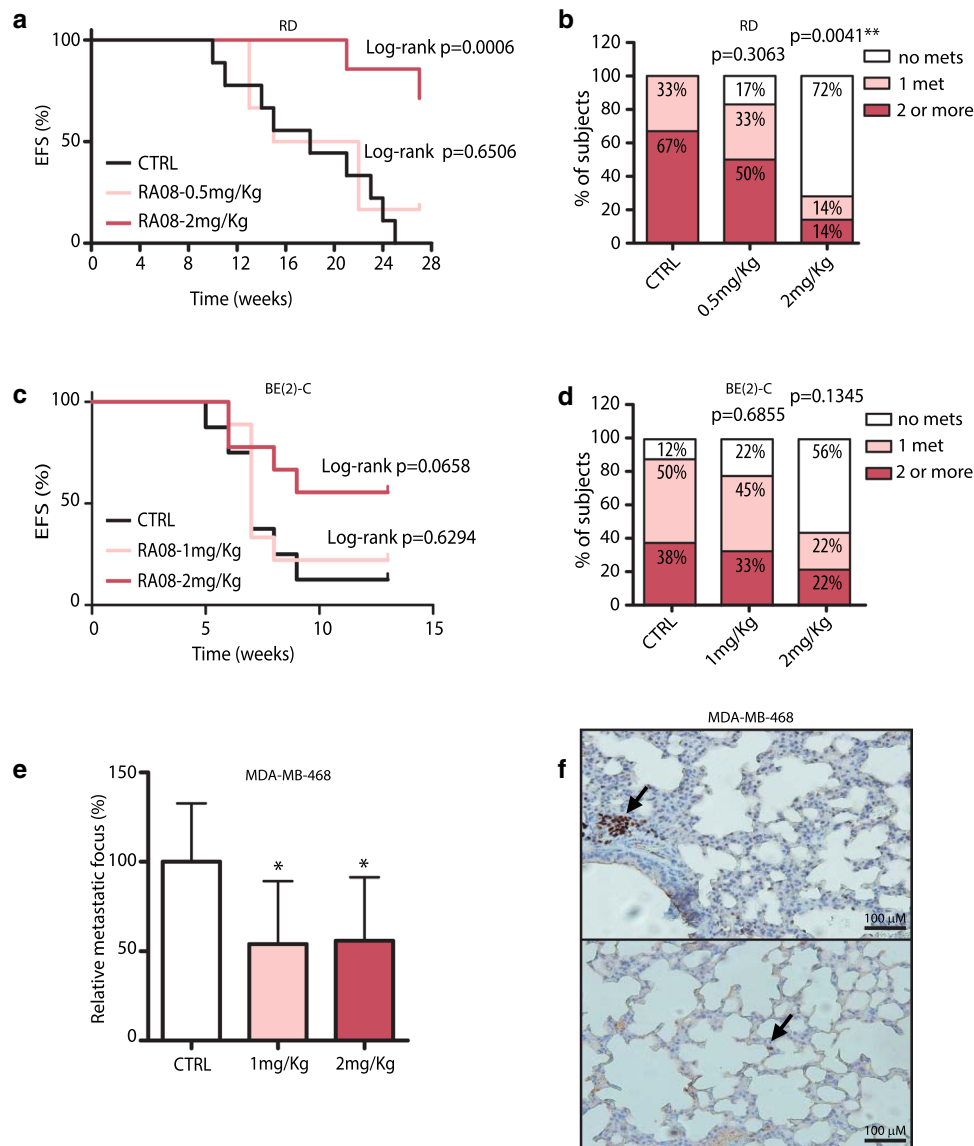 a
RD
100
50
0
EFS (%)
Log-rank p=0.0006
Log-rank p=0.6506
CTRL
RA08-0.5mg/Kg
RA08-2mg/Kg
0 4 8 12 16 20 24 28
Time (weeks)
b
RD
p=0.3063
p=0.0041**
% of subjects
120
100
80
60
40
20
0
33%
67%
17%
33%
50%
72%
14%
14%
no mets
1 met
2 or more
CTRL
0.5mg/Kg
2mg/Kg
c
BE(2)-C
100
50
0
EFS (%)
Log-rank p=0.0658
Log-rank p=0.6294
CTRL
RA08-1mg/Kg
RA08-2mg/Kg
0 5 10 15
Time (weeks)
d
p=0.6855
p=0.1345
% of subjects
120
100
80
60
40
20
0
12%
50%
38%
22%
45%
33%
56%
22%
22%
no mets
1 met
2 or more
CTRL
1mg/Kg
2mg/Kg
e
MDA-MB-468
Relative metastatic focus (%)
150
100
50
0
* *
CTRL 1mg/Kg 2mg/Kg
f
MDA-MB-468
100 µM
100 µM